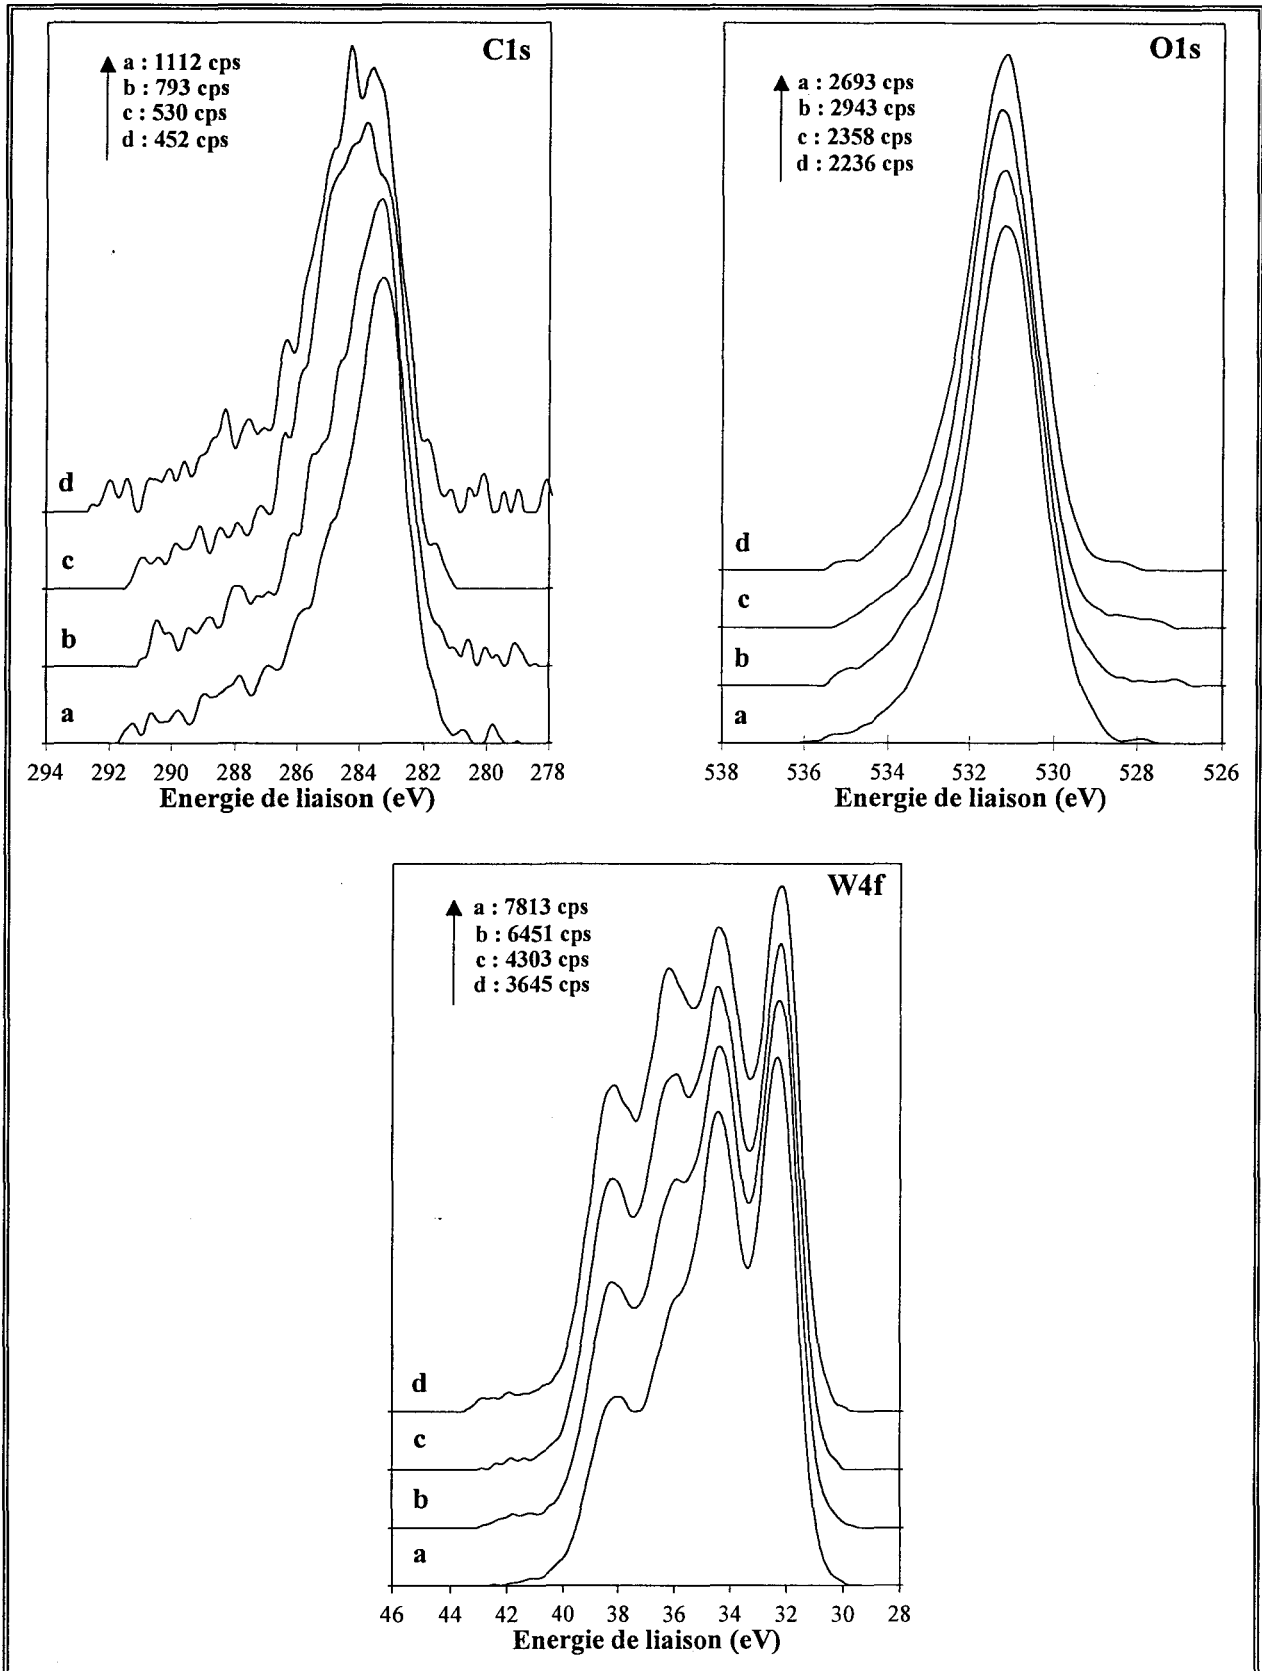 C1s
a : 1112 cps
b : 793 cps
c : 530 cps
d : 452 cps
d
c
b
a
294 292 290 288 286 284 282 280 278
Energie de liaison (eV)
O1s
a : 2693 cps
b : 2943 cps
c : 2358 cps
d : 2236 cps
d
c
b
a
538 536 534 532 530 528 526
Energie de liaison (eV)
W4f
a : 7813 cps
b : 6451 cps
c : 4303 cps
d : 3645 cps
d
c
b
a
46 44 42 40 38 36 34 32 30 28
Energie de liaison (eV)